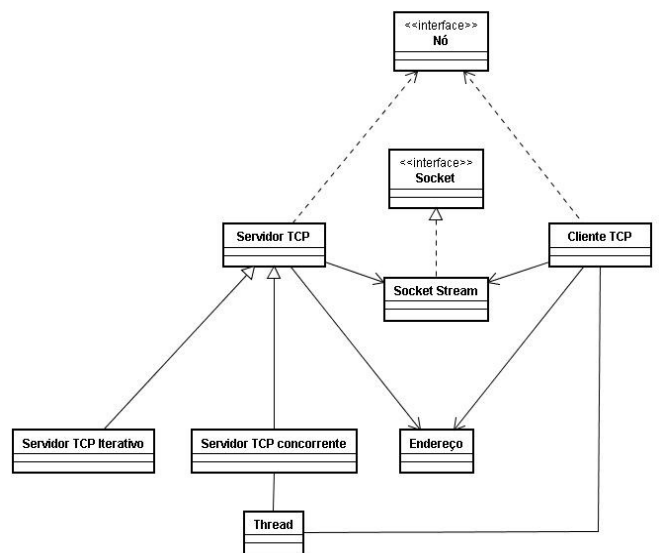 <<interface>>
Nó
<<interface>>
Socket
Servidor TCP
Cliente TCP
Socket Stream
Servidor TCP Iterativo
Servidor TCP concorrente
Endereço
Thread